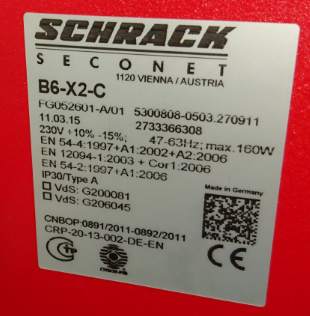 SCHRACK
SECONET
1120 VIENNA / AUSTRIA
B6-X2-C
FG052601-A/01 5300808-0503.270911
11.03.15 2733366308
230V +10% -15%; 47-63Hz; max.160W
EN 54-4:1997+A1:2002+A2:2006
EN 12094-1:2003 + Cor1:2006
EN 54-2:1997+A1:2006
IP30/Type A
VdS: G200081
VdS: G206045
Made in Germany
CNBOP:0891/2011-0892/2011
CRP-20-13-002-DE-EN
CE